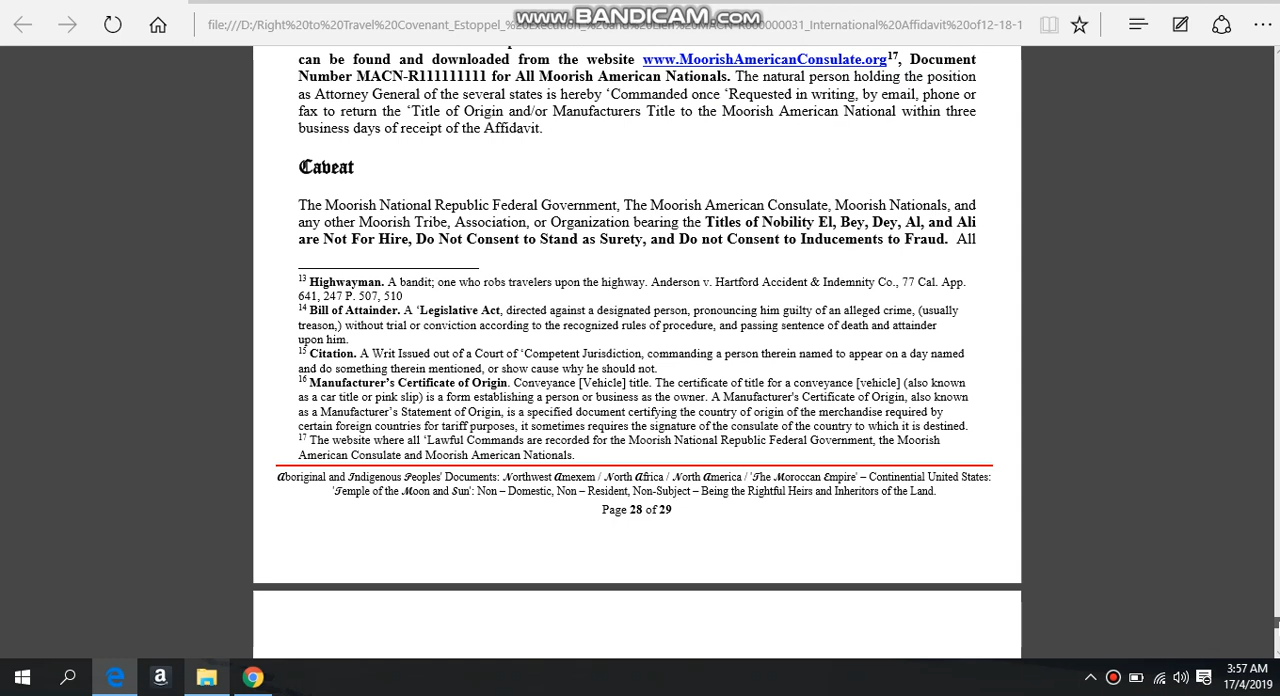 www.BANDICAM.com
file:///D:/Right%20to%20Travel%20Covenant_Estoppel_%20
_International%20Affidavit%20of12-18-1
can be found and downloaded from the website www.MoorishAmericanConsulate.org17, Document
Number MACN-R111111111 for All Moorish American Nationals. The natural person holding the position
as Attorney General of the several states is hereby ‘Commanded once ‘Requested in writing, by email, phone or
fax to return the ‘Title of Origin and/or Manufacturers Title to the Moorish American National within three
business days of receipt of the Affidavit.
Caveat
The Moorish National Republic Federal Government, The Moorish American Consulate, Moorish Nationals, and
any other Moorish Tribe, Association, or Organization bearing the Titles of Nobility El, Bey, Dey, Al, and Ali
are Not For Hire, Do Not Consent to Stand as Surety, and Do not Consent to Inducements to Fraud. All
13 Highwayman. A bandit; one who robs travelers upon the highway. Anderson v. Hartford Accident & Indemnity Co., 77 Cal. App.
641, 247 P. 507, 510
14 Bill of Attainder. A ‘Legislative Act, directed against a designated person, pronouncing him guilty of an alleged crime, (usually
treason,) without trial or conviction according to the recognized rules of procedure, and passing sentence of death and attainder
upon him.
15 Citation. A Writ Issued out of a Court of ‘Competent Jurisdiction, commanding a person therein named to appear on a day named
and do something therein mentioned, or show cause why he should not.
16 Manufacturer’s Certificate of Origin. Conveyance [Vehicle] title. The certificate of title for a conveyance [vehicle] (also known
as a car title or pink slip) is a form establishing a person or business as the owner. A Manufacturer's Certificate of Origin, also known
as a Manufacturer’s Statement of Origin, is a specified document certifying the country of origin of the merchandise required by
certain foreign countries for tariff purposes, it sometimes requires the signature of the consulate of the country to which it is destined.
17 The website where all ‘Lawful Commands are recorded for the Moorish National Republic Federal Government, the Moorish
American Consulate and Moorish American Nationals.
Aboriginal and Indigenous Peoples' Documents: Northwest Amexem / North Africa / North America / 'The Moroccan Empire' – Continental United States:
'Temple of the Moon and Sun': Non – Domestic, Non – Resident, Non-Subject – Being the Rightful Heirs and Inheritors of the Land.
Page 28 of 29
3:57 AM
17/4/2019